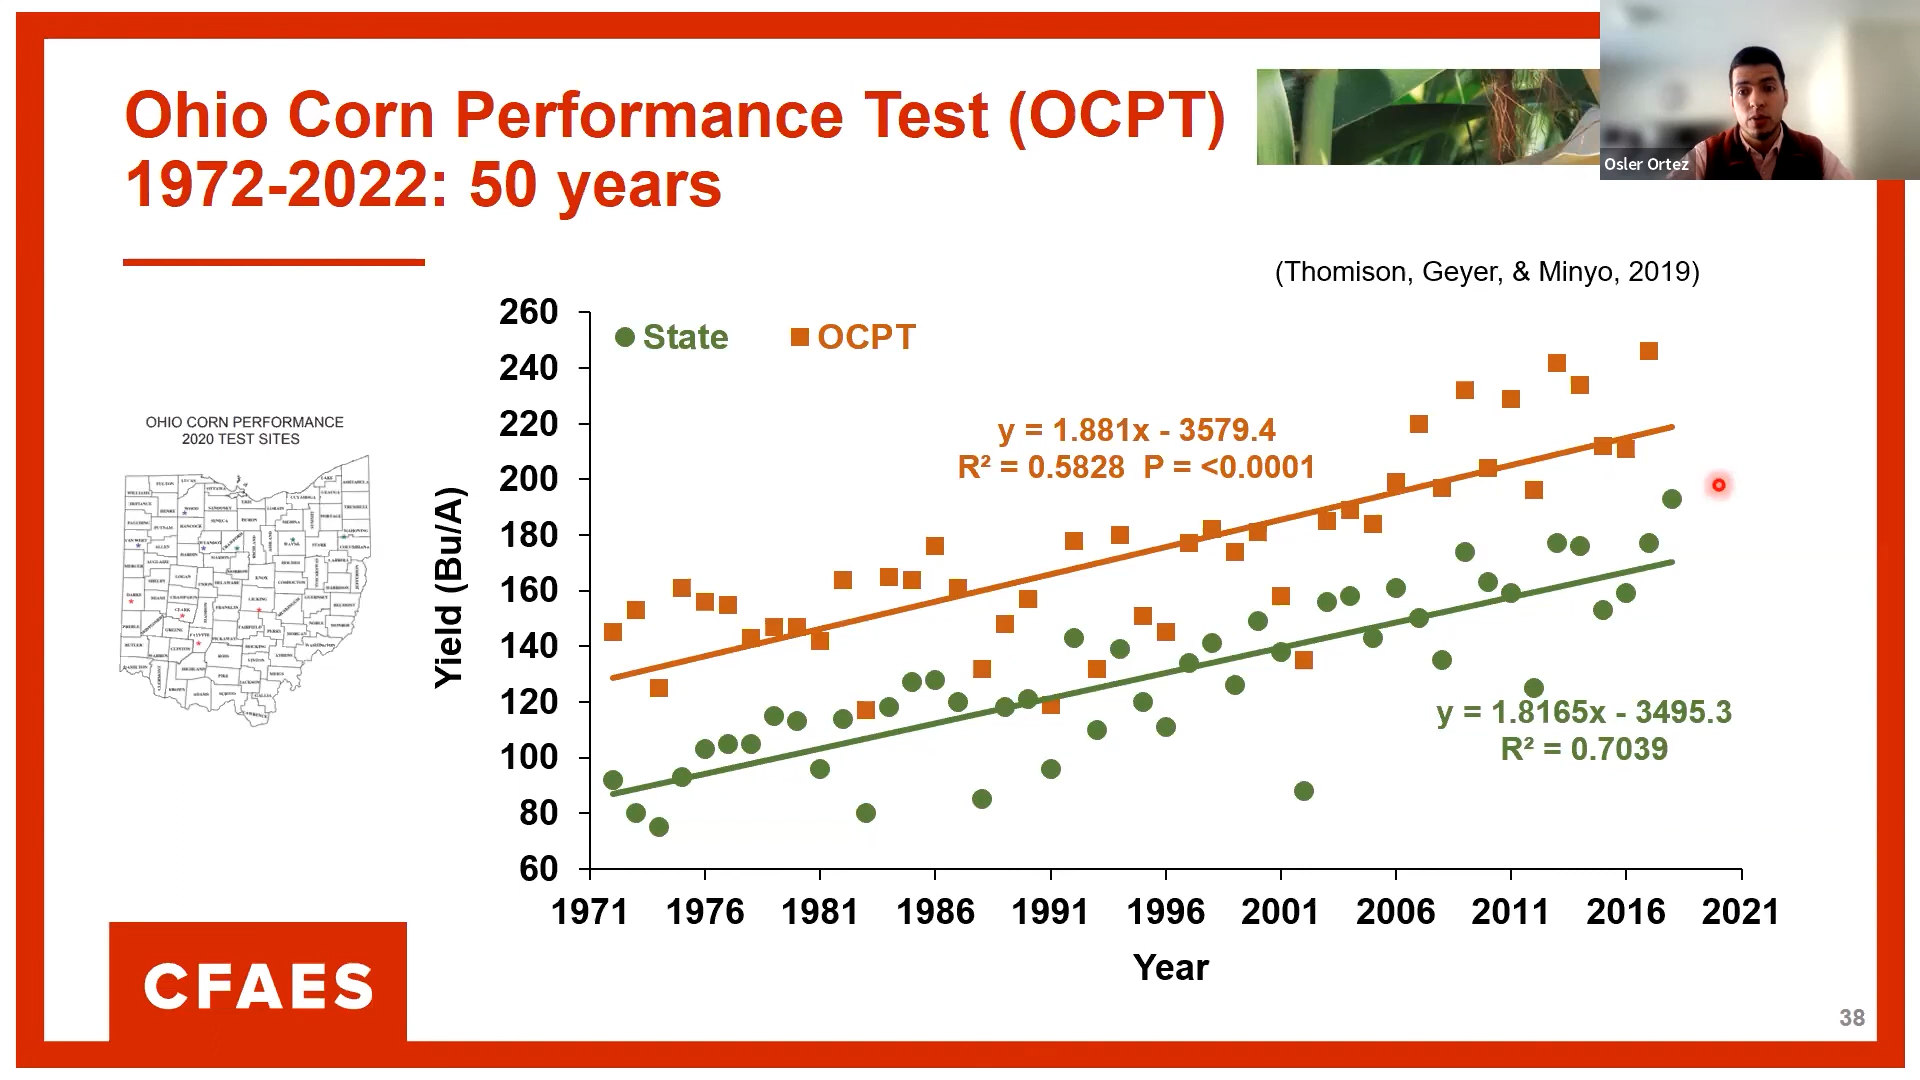 Ohio Corn Performance Test (OCPT)
1972-2022: 50 years
Osler Ortez
(Thomison, Geyer, & Minyo, 2019)
OHIO CORN PERFORMANCE
2020 TEST SITES
Yield (Bu/A)
260
240
220
200
180
160
140
120
100
80
60
State
OCPT
y = 1.881x - 3579.4
R² = 0.5828 P = <0.0001
y = 1.8165x - 3495.3
R² = 0.7039
1971 1976 1981 1986 1991 1996 2001 2006 2011 2016 2021
Year
CFAES
38